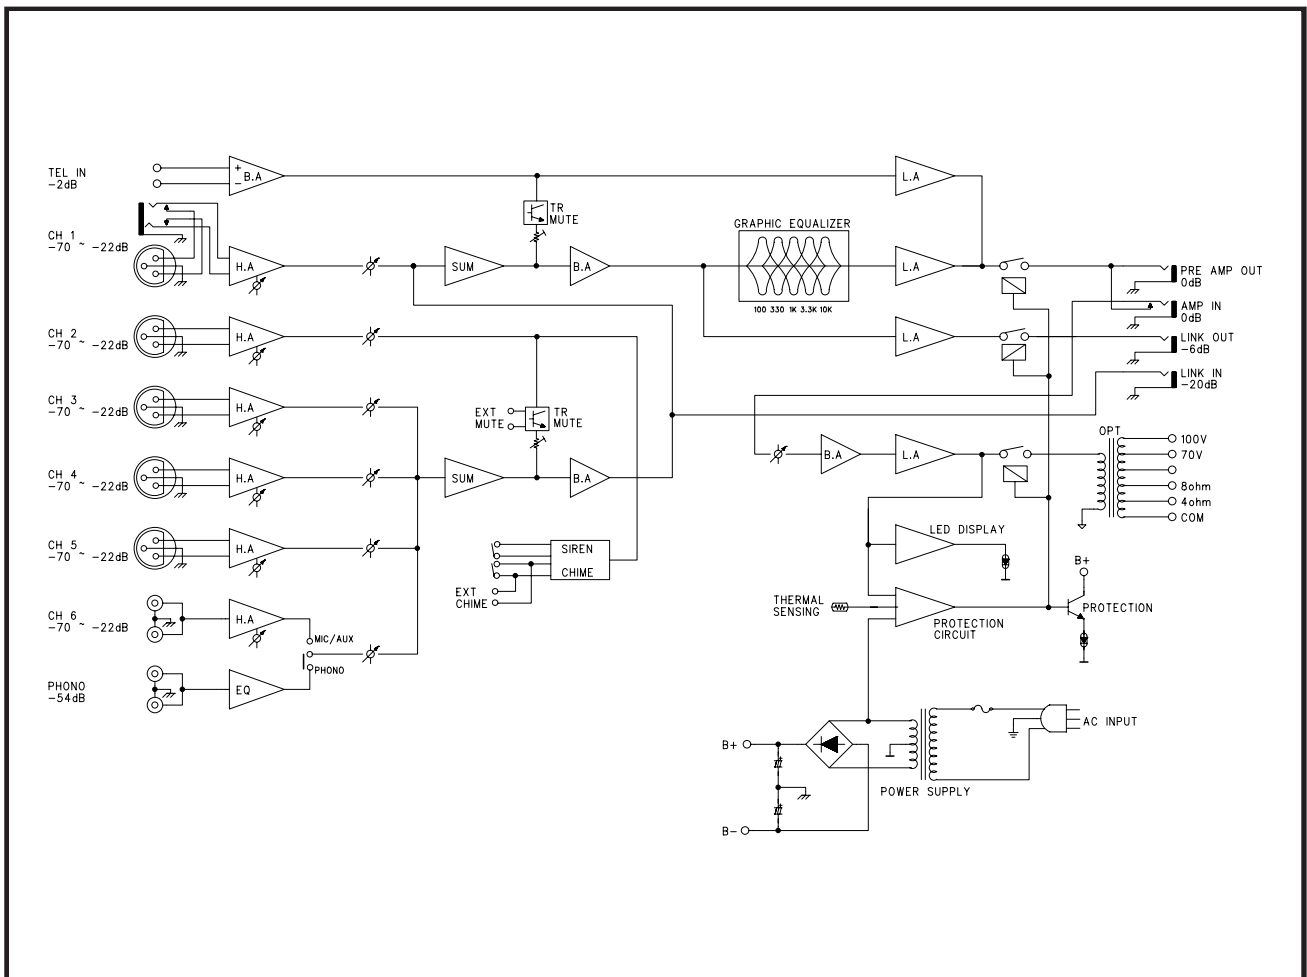 TEL IN
-2dB
+
-
B.A
L.A
TR
MUTE
CH 1
-70 ~ -22dB
H.A
SUM
B.A
GRAPHIC EQUALIZER
100 330 1K 3.3K 10K
L.A
PRE AMP OUT
0dB
AMP IN
0dB
CH 2
-70 ~ -22dB
H.A
L.A
LINK OUT
-6dB
LINK IN
-20dB
CH 3
-70 ~ -22dB
H.A
EXT
MUTE
TR
MUTE
OPT
100V
70V
8ohm
4ohm
COM
B.A
L.A
CH 4
-70 ~ -22dB
H.A
SUM
B.A
CH 5
-70 ~ -22dB
H.A
SIREN
CHIME
EXT
CHIME
LED DISPLAY
B+
THERMAL
SENSING
PROTECTION
CIRCUIT
PROTECTION
CH 6
-70 ~ -22dB
H.A
MIC/AUX
PHONO
PHONO
-54dB
EQ
B+
B-
POWER SUPPLY
AC INPUT